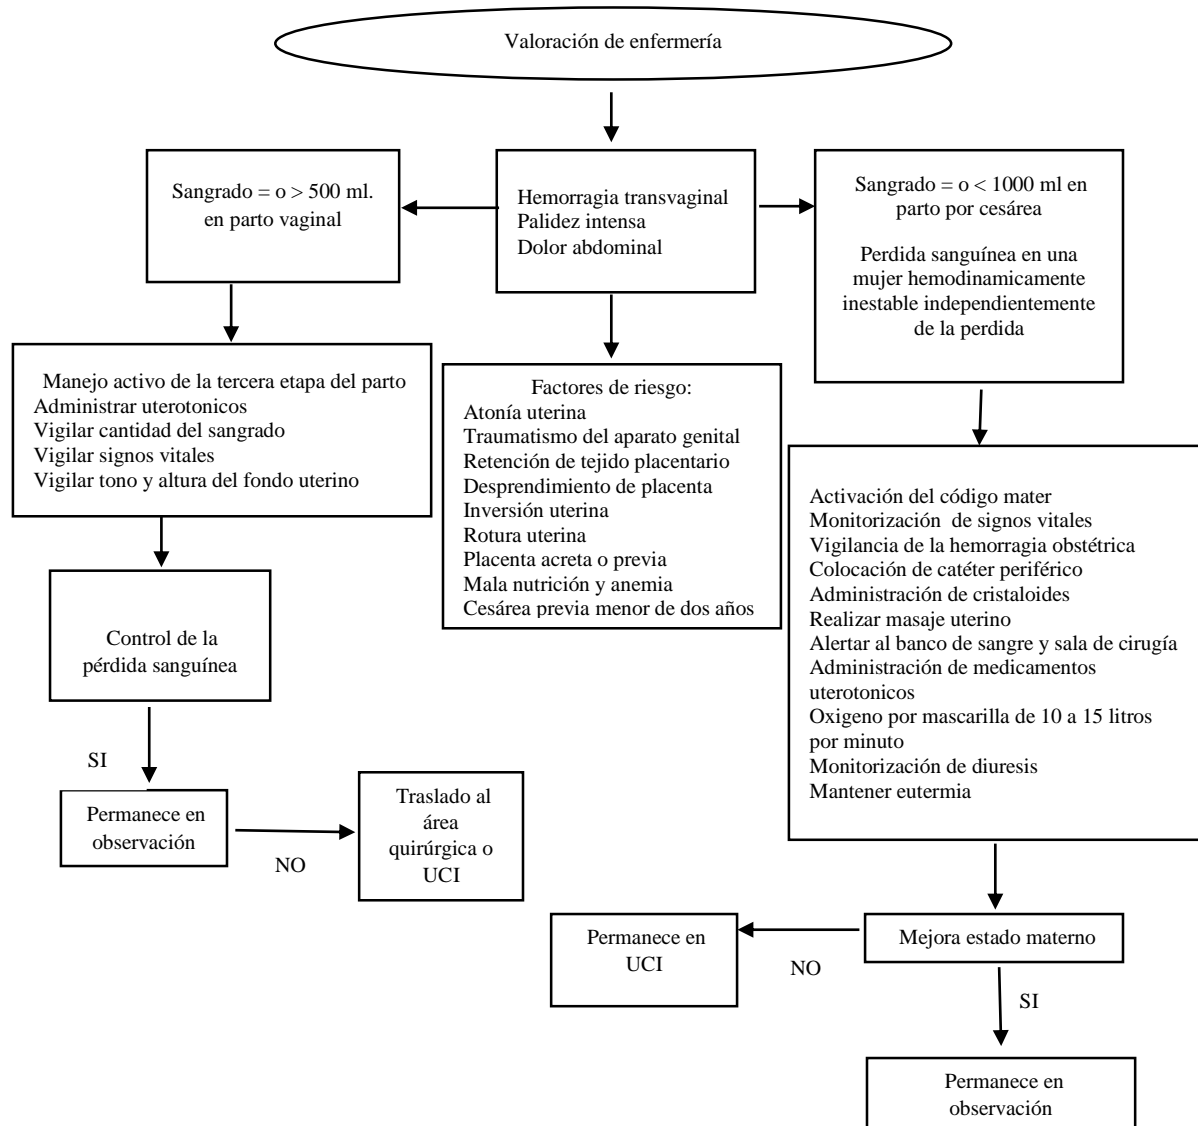 Valoración de enfermería
Sangrado = o > 500 ml.
en parto vaginal
Hemorragia transvaginal
Palidez intensa
Dolor abdominal
Sangrado = o < 1000 ml en
parto por cesárea
Perdida sanguínea en una
mujer hemodinamicamente
inestable independientemente
de la perdida
Manejo activo de la tercera etapa del parto
Administrar uterotonicos
Vigilar cantidad del sangrado
Vigilar signos vitales
Vigilar tono y altura del fondo uterino
Factores de riesgo:
Atonía uterina
Traumatismo del aparato genital
Retención de tejido placentario
Desprendimiento de placenta
Inversión uterina
Rotura uterina
Placenta acreta o previa
Mala nutrición y anemia
Cesárea previa menor de dos años
Activación del código mater
Monitorización de signos vitales
Vigilancia de la hemorragia obstétrica
Colocación de catéter periférico
Administración de cristaloides
Realizar masaje uterino
Alertar al banco de sangre y sala de cirugía
Administración de medicamentos
uterotonicos
Oxigeno por mascarilla de 10 a 15 litros
por minuto
Monitorización de diuresis
Mantener eutermia
Control de la
pérdida sanguínea
SI
Permanece en
observación
NO
Traslado al
área
quirúrgica o
UCI
Mejora estado materno
NO
Permanece en
UCI
SI
Permanece en
observación